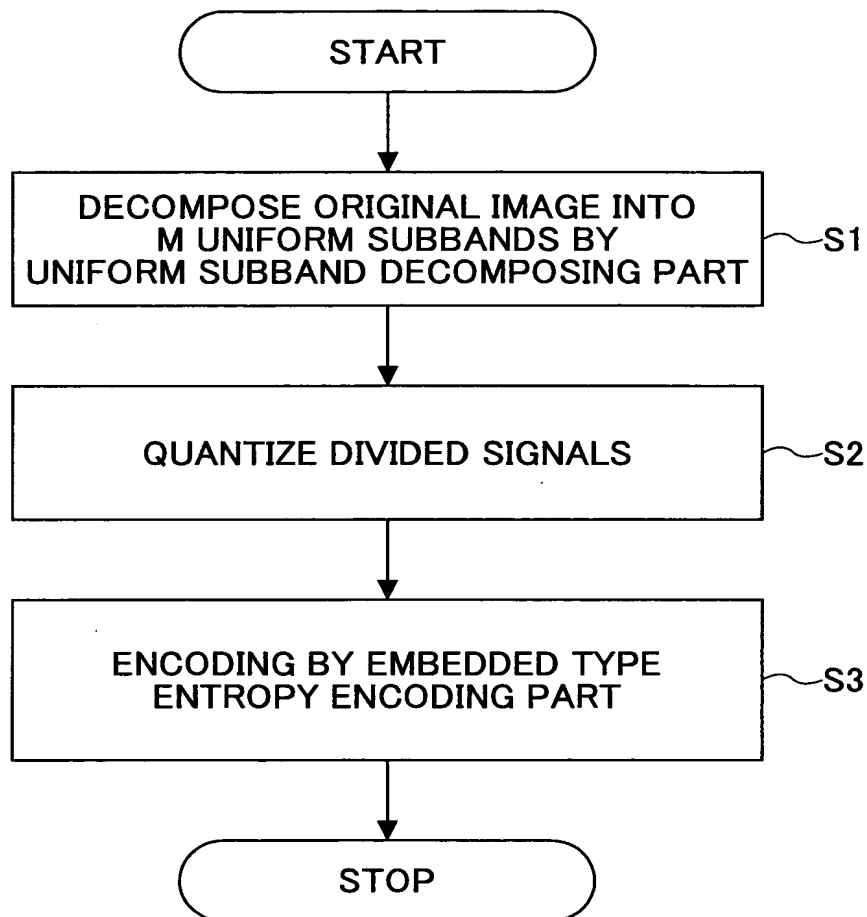 START
DECOMPOSE ORIGINAL IMAGE INTO
M UNIFORM SUBBANDS BY
UNIFORM SUBBAND DECOMPOSING PART
S1
QUANTIZE DIVIDED SIGNALS
S2
ENCODING BY EMBEDDED TYPE
ENTROPY ENCODING PART
S3
STOP